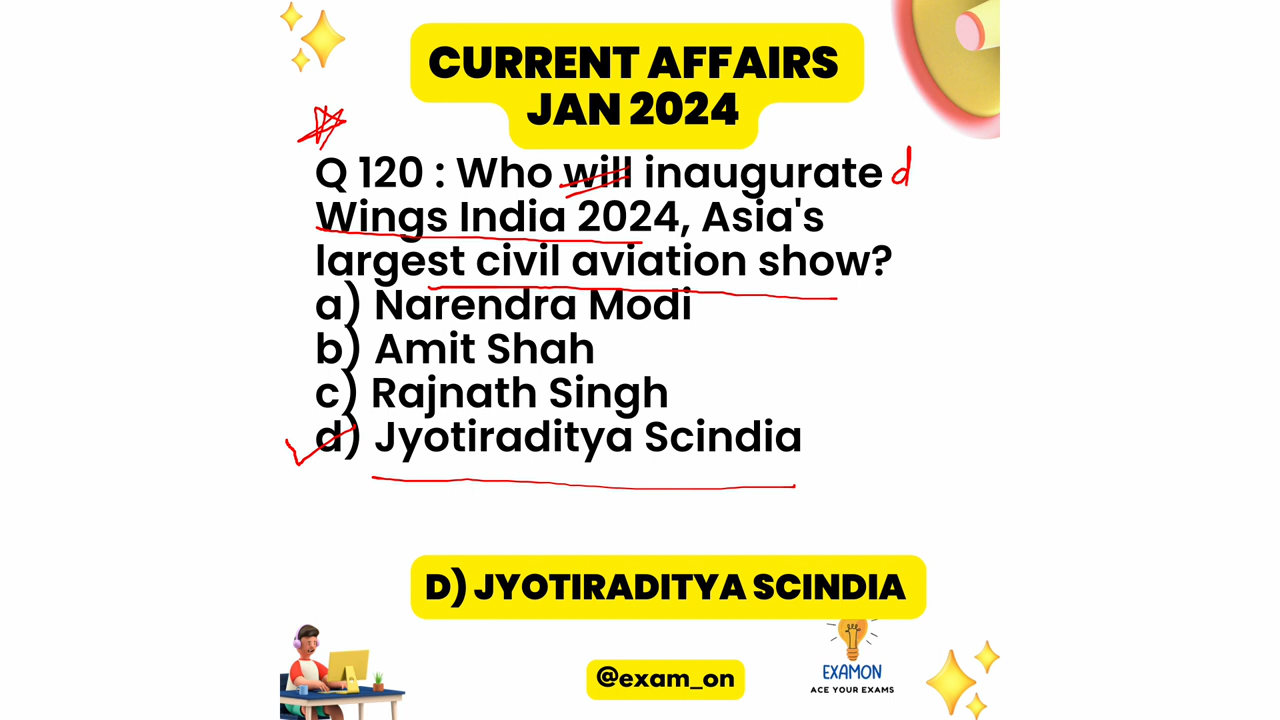 CURRENT AFFAIRS
JAN 2024
Q 120 : Who will inaugurate d
Wings India 2024, Asia's
largest civil aviation show?
a) Narendra Modi
b) Amit Shah
c) Rajnath Singh
d) Jyotiraditya Scindia
D) JYOTIRADITYA SCINDIA
@exam_on
EXAMON
ACE YOUR EXAMS